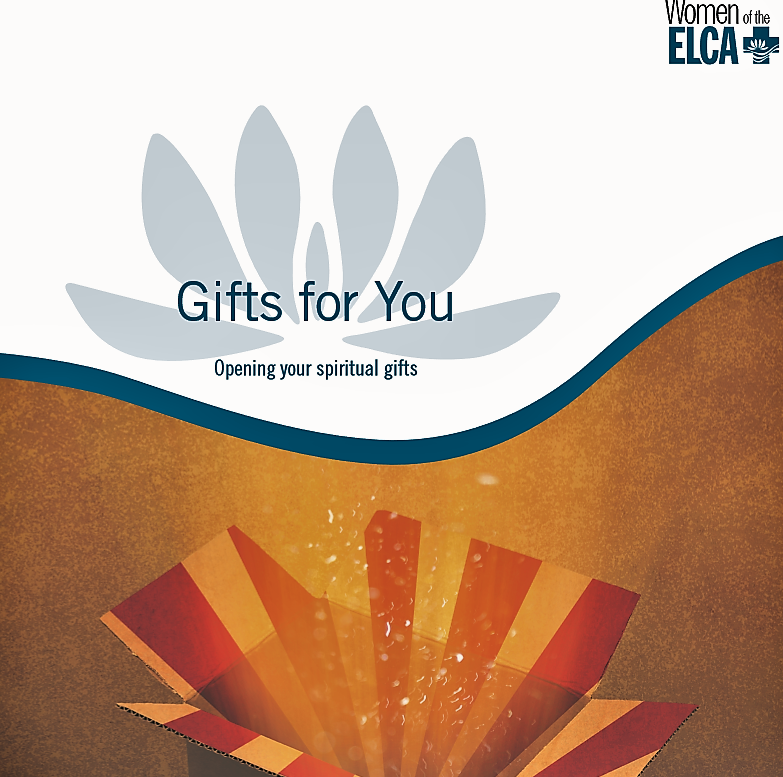 Women of the
ELCA
Gifts for You
Opening your spiritual gifts